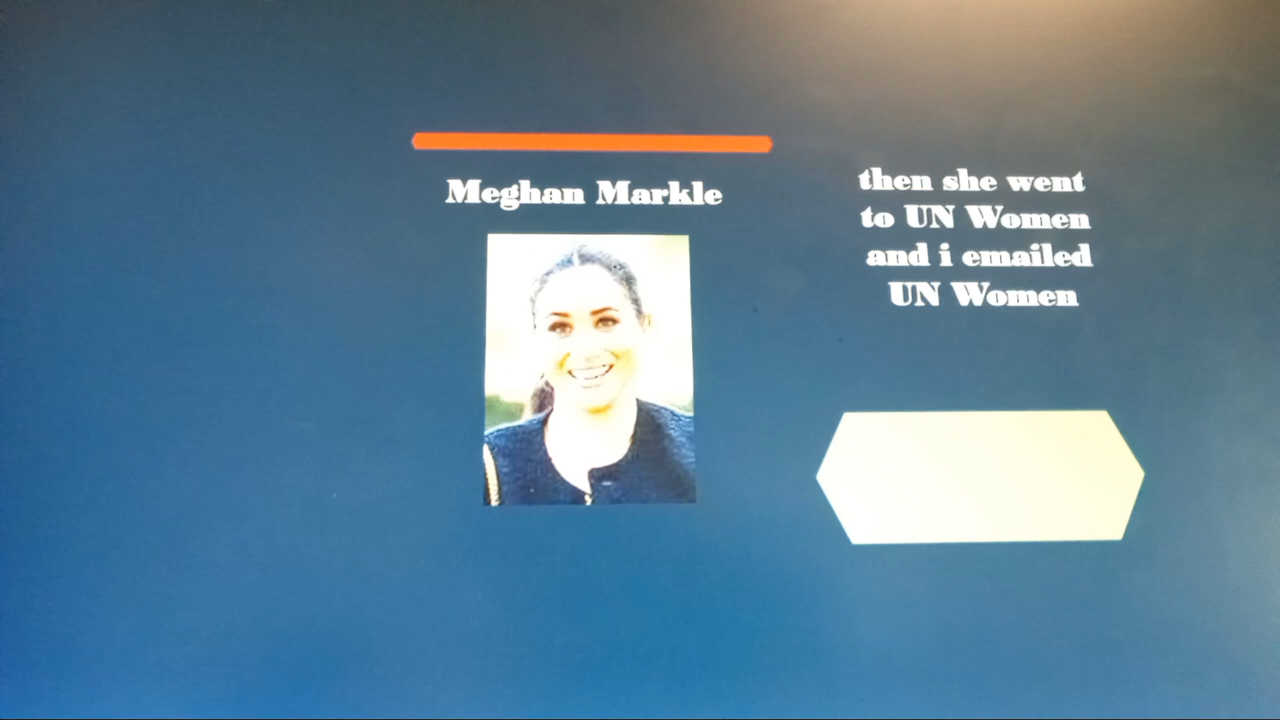 Meghan Markle
then she went
to UN Women
and i emailed
UN Women